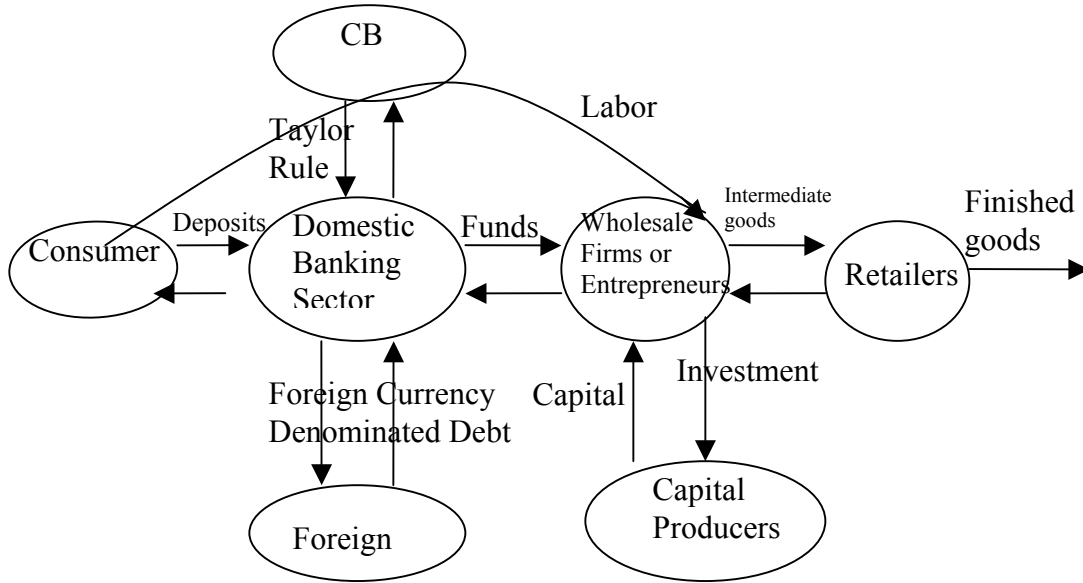 CB
Labor
Taylor
Rule
Consumer
Deposits
Domestic
Banking
Sector
Funds
Wholesale
Firms or
Entrepreneurs
Intermediate
goods
Retailers
Finished
goods
Foreign Currency
Denominated Debt
Capital
Investment
Foreign
Capital
Producers